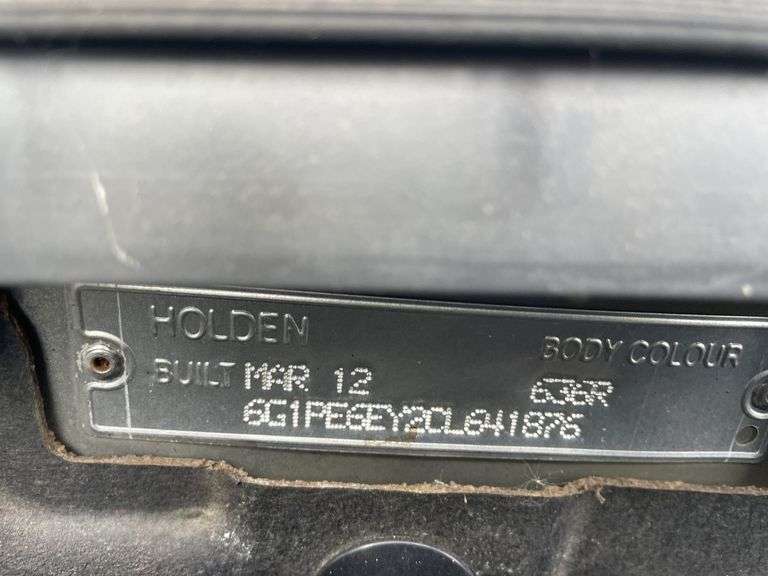 HOLDEN
BODY COLOUR
BUILT MAR 12 636R
6G1PE6EY2CL641876